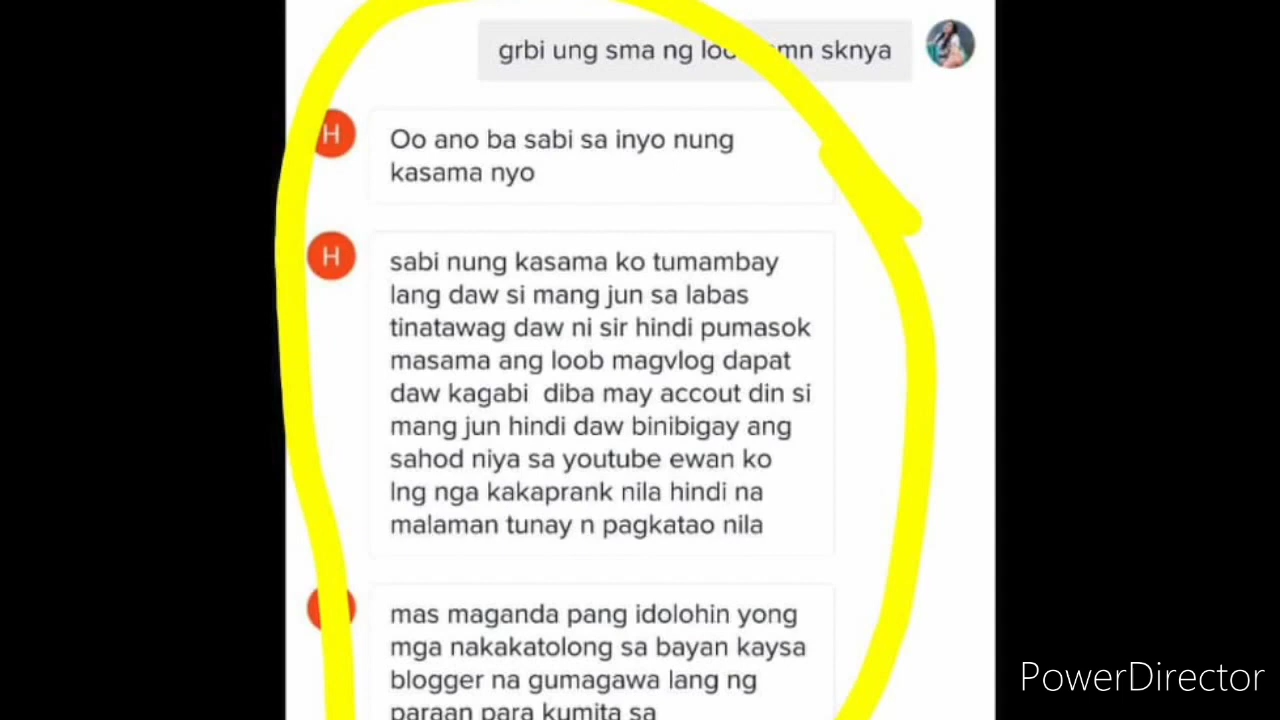 grbi ung sma ng sknya
H
Oo ano ba sabi sa inyo nung
kasama nyo
H
sabi nung kasama ko tumambay
lang daw si mang jun sa labas
tinatawag daw ni sir hindi pumasok
masama ang loob magvlog dapat
daw kagabi diba may accout din si
mang jun hindi daw binibigay ang
sahod niya sa youtube ewan ko
lng nga kakaprank nila hindi na
malaman tunay n pagkatao nila
mas maganda pang idolohin yong
mga nakakatolong sa bayan kaysa
blogger na gumagawa lang ng
paraan para kumita sa
PowerDirector